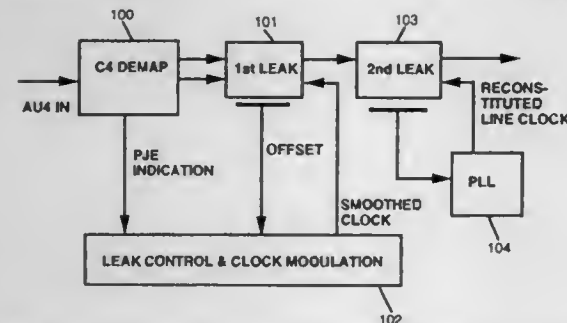 100
101
103
C4 DEMAP
1st LEAK
2nd LEAK
AU4 IN
RECONS-
TITUTED
LINE CLOCK
PJE
INDICATION
OFFSET
SMOOTHED
CLOCK
PLL
104
LEAK CONTROL & CLOCK MODULATION
102